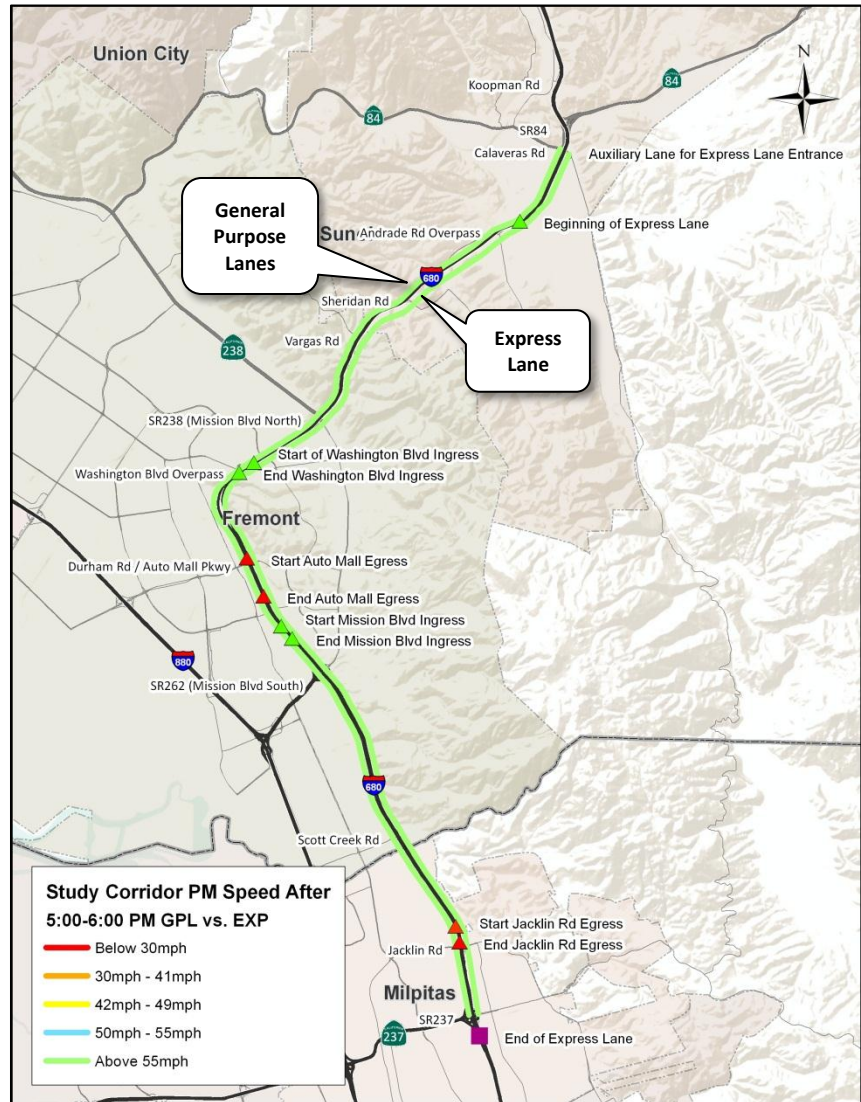 Union City
Koopman Rd
N
84
84
SR84
Calaveras Rd
Auxiliary Lane for Express Lane Entrance
General
Purpose
Lanes
Sun
Andrade Rd Overpass
Beginning of Express Lane
680
Sheridan Rd
Express
Lane
Vargas Rd
238
SR238 (Mission Blvd North)
Start of Washington Blvd Ingress
Washington Blvd Overpass
End Washington Blvd Ingress
Fremont
Durham Rd / Auto Mall Pkwy
Start Auto Mall Egress
End Auto Mall Egress
Start Mission Blvd Ingress
End Mission Blvd Ingress
880
SR262 (Mission Blvd South)
680
Scott Creek Rd
Study Corridor PM Speed After
5:00-6:00 PM GPL vs. EXP
Below 30mph
30mph - 41mph
42mph - 49mph
50mph - 55mph
Above 55mph
Start Jacklin Rd Egress
Jacklin Rd
End Jacklin Rd Egress
Milpitas
SR237
237
End of Express Lane